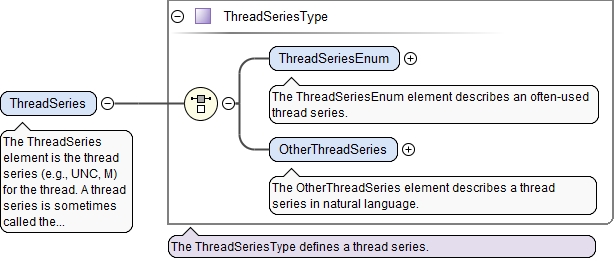 ThreadSeriesType
ThreadSeriesEnum
The ThreadSeriesEnum element describes an often-used
thread series.
ThreadSeries
The ThreadSeries
element is the thread
series (e.g., UNC, M)
for the thread. A thread
series is sometimes
called the...
OtherThreadSeries
The OtherThreadSeries element describes a thread
series in natural language.
The ThreadSeriesType defines a thread series.